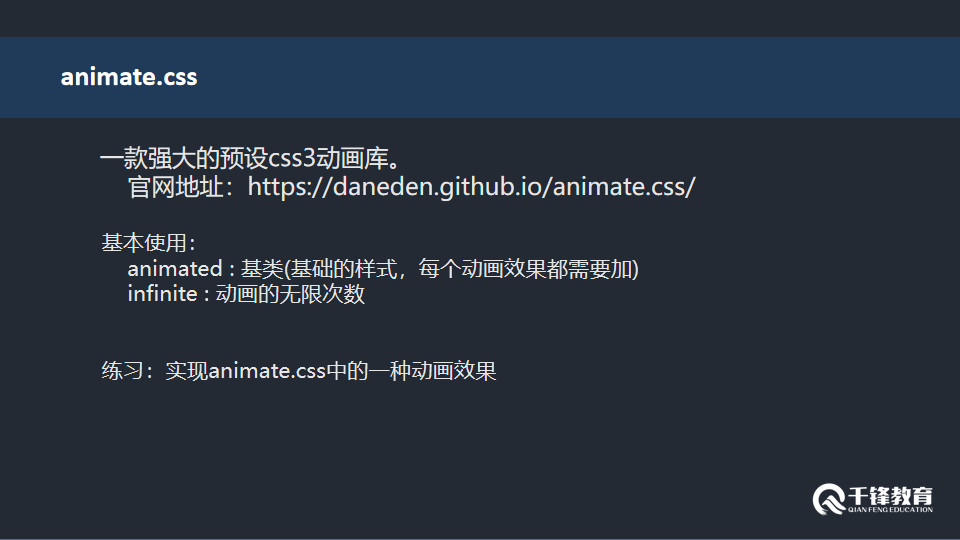 animate.css
一款强大的预设css3动画库。
官网地址：https://daneden.github.io/animate.css/
基本使用：
animated : 基类(基础的样式，每个动画效果都需要加)
infinite : 动画的无限次数
练习：实现animate.css中的一种动画效果
千锋教育
QIAN FENG EDUCATION